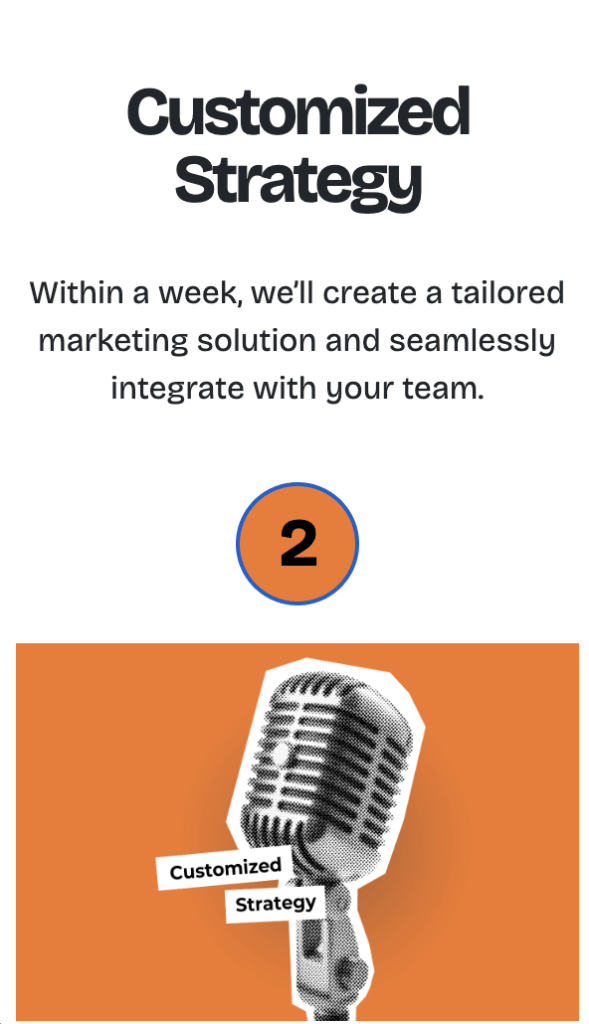 Customized
Strategy
Within a week, we’ll create a tailored
marketing solution and seamlessly
integrate with your team.
2
Customized
Strategy